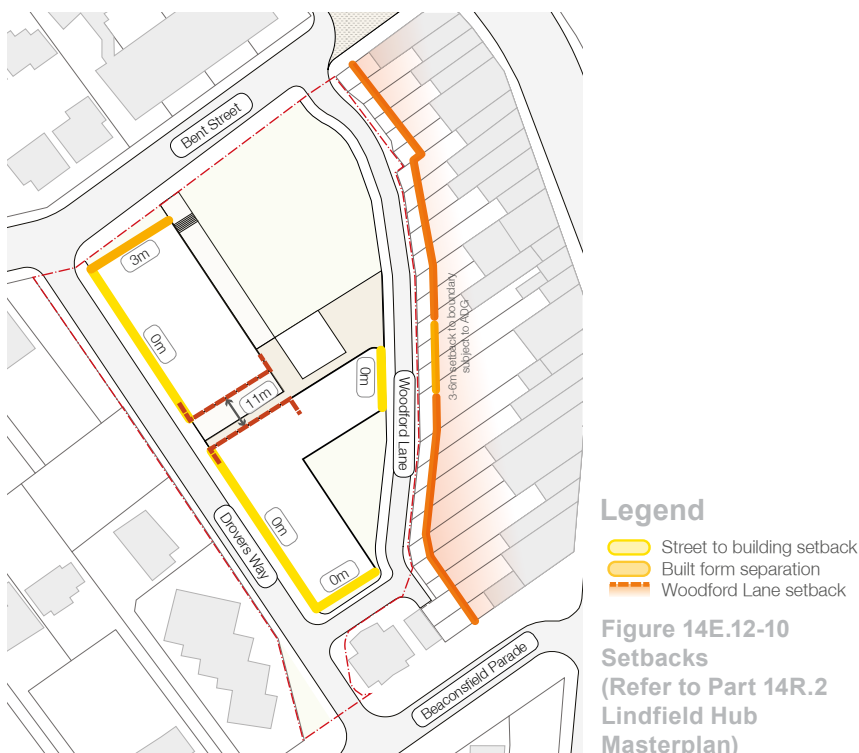 Bent Street
3m
0m
11m
0m
Woodford Lane
3-6m setback to boundary
subject to ADG
0m
Drovers Way
0m
Beaconsfield Parade
Legend
Street to building setback
Built form separation
Woodford Lane setback
Figure 14E.12-10
Setbacks
(Refer to Part 14R.2
Lindfield Hub
Masterplan)